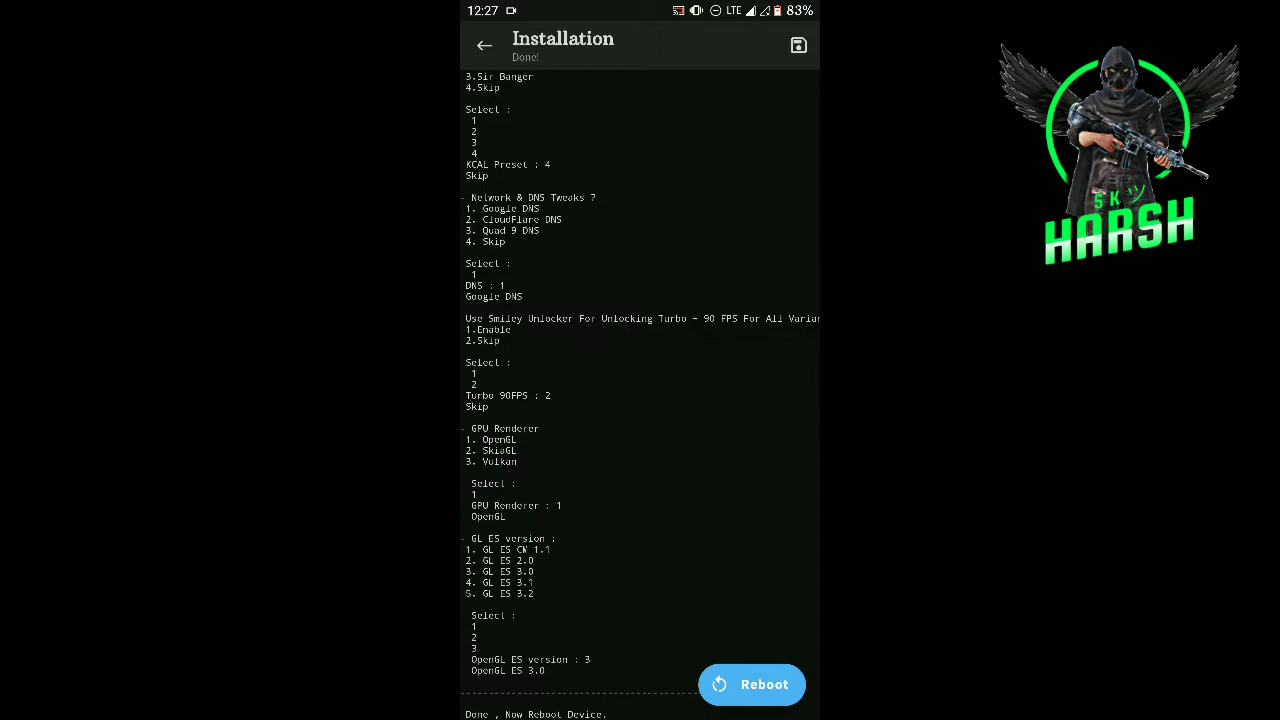 12:27 LTE 83%
Installation
Done!
3.Sir Banger
4.Skip
Select :
1
2
3
4
KCAL Preset : 4
Skip
- Network & DNS Tweaks ?
1. Google DNS
2. CloudFlare DNS
3. Quad 9 DNS
4. Skip
Select :
1
DNS : 1
Google DNS
Use Smiley Unlocker For Unlocking Turbo - 90 FPS For All Varian
1.Enable
2.Skip
Select :
1
2
Turbo 90FPS : 2
Skip
- GPU Renderer
1. OpenGL
2. SkiaGL
3. Vulkan
Select :
1
GPU Renderer : 1
OpenGL
- GL ES version :
1. GL ES CM 1.1
2. GL ES 2.0
3. GL ES 3.0
4. GL ES 3.1
5. GL ES 3.2
Select :
1
2
3
OpenGL ES version : 3
OpenGL ES 3.0
Reboot
Done , Now Reboot Device.
SKツ
HARSH